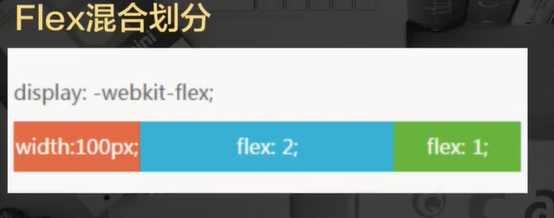 Flex混合划分
display: -webkit-flex;
width:100px; flex: 2; flex: 1;